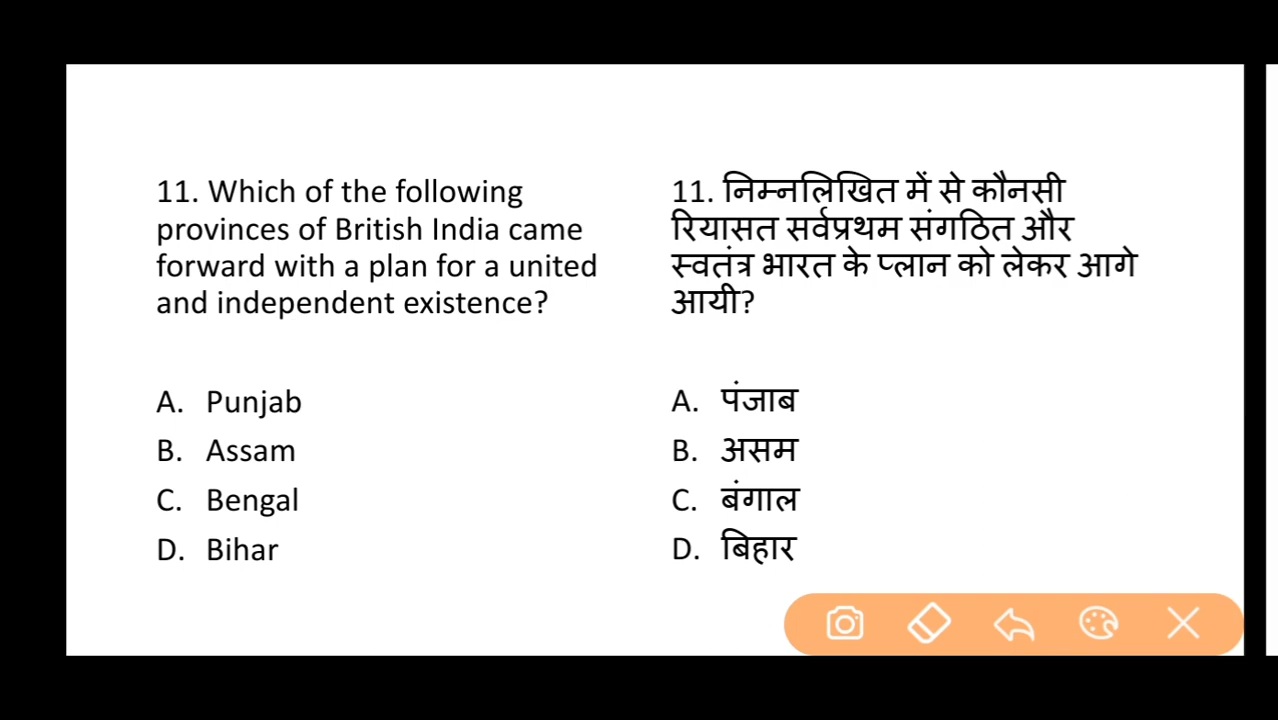 11. Which of the following
provinces of British India came
forward with a plan for a united
and independent existence?
A. Punjab
B. Assam
C. Bengal
D. Bihar
11. निम्नलिखित में से कौनसी
रियासत सर्वप्रथम संगठित और
स्वतंत्र भारत के प्लान को लेकर आगे
आयी?
A. पंजाब
B. असम
C. बंगाल
D. बिहार